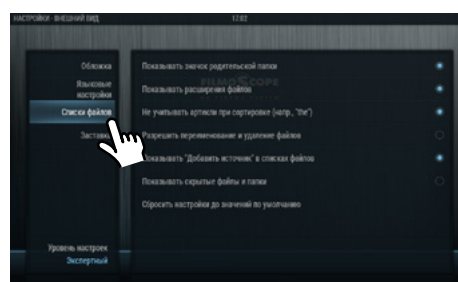 НАСТРОЙКИ - ВНЕШНИЙ ВИД
17:02
Обложка
Языковые
настройки
Списки файлов
Заставка
Уровень настроек
Экспертный
Показывать значок родительской папки
FILMOSCOPE
Показывать расширения файлов
Не учитывать артикли при сортировке (напр., "the")
Разрешить переименование и удаление файлов
Показывать "Добавить источник" в списках файлов
Показывать скрытые файлы и папки
Сбросить настройки до значений по умолчанию